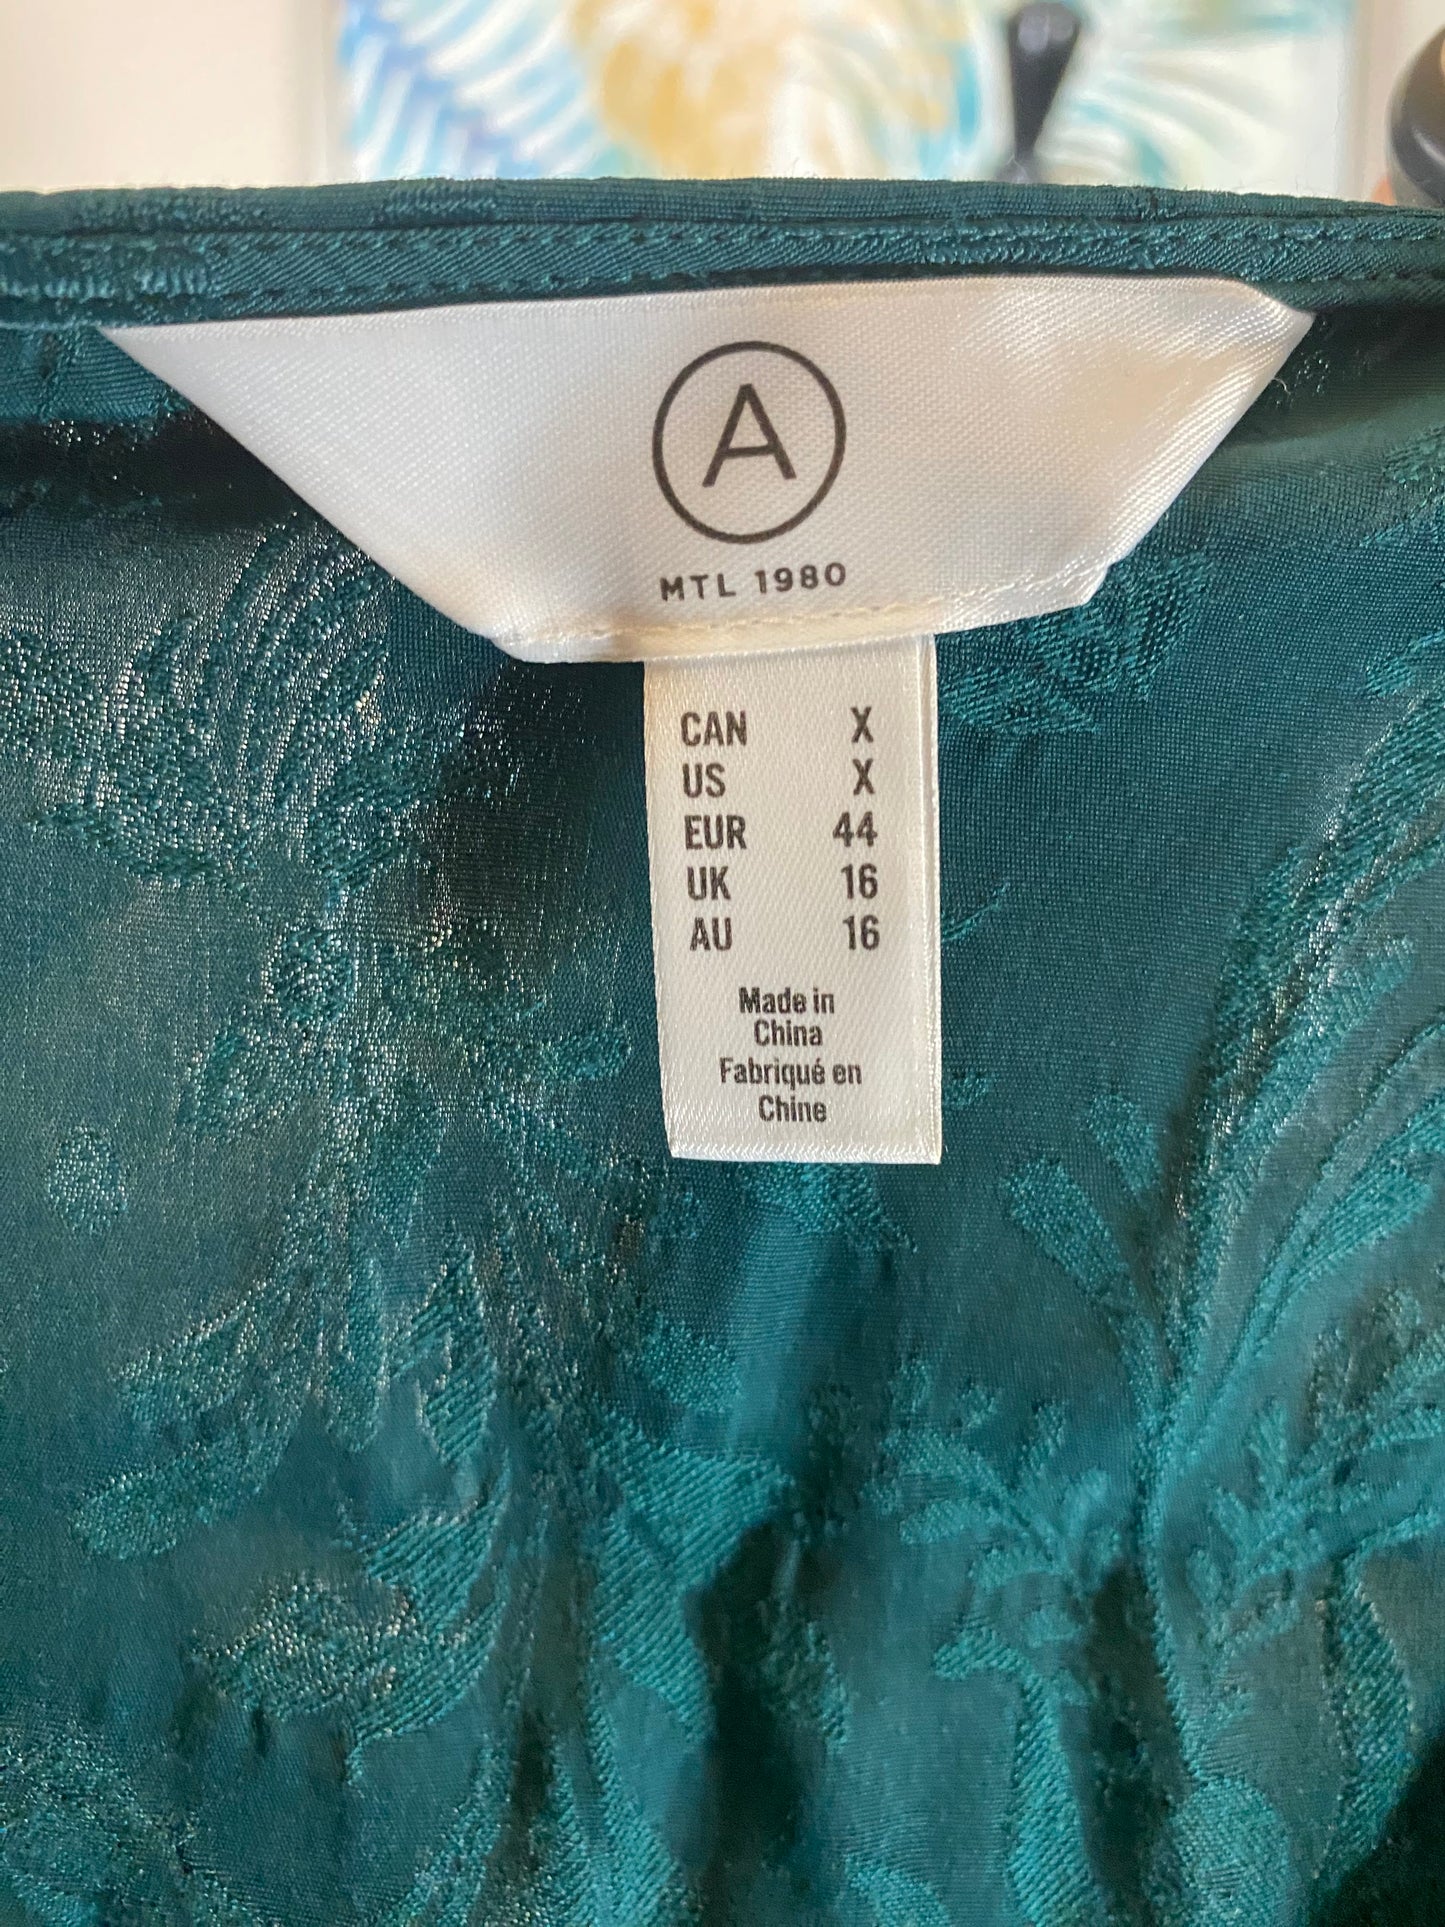 A
MTL 1980
CAN X
US X
EUR 44
UK 16
AU 16
Made in
China
Fabriqué en
Chine